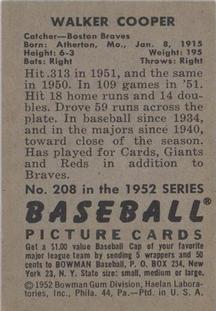 WALKER COOPER
Catcher—Boston Braves
Born: Atherton, Mo., Jan. 8, 1915
Height: 6-3 Weight: 195
Bats: Right Throws: Right
Hit .313 in 1951, and the same
in 1950. In 109 games in '51.
Hit 18 home runs and 14 dou-
bles. Drove 59 runs across the
plate. In baseball since 1934,
and in the majors since 1940,
toward close of the season.
Has played for Cards, Giants
and Reds in addition to
Braves.
No. 208 in the 1952 SERIES
BASEBALL
PICTURE CARDS
Get a $1.00 value Baseball Cap of your favorite
major league team by sending 5 wrappers and 50
cents to BOWMAN BASEBALL, P. O. BOX 234, NEW
YORK 23, N. Y. State size: small, medium or large.
©1952 Bowman Gum Division, Haelan Labora-
tories, Inc., Phila. 44, Pa.—Ptd. in U. S. A.